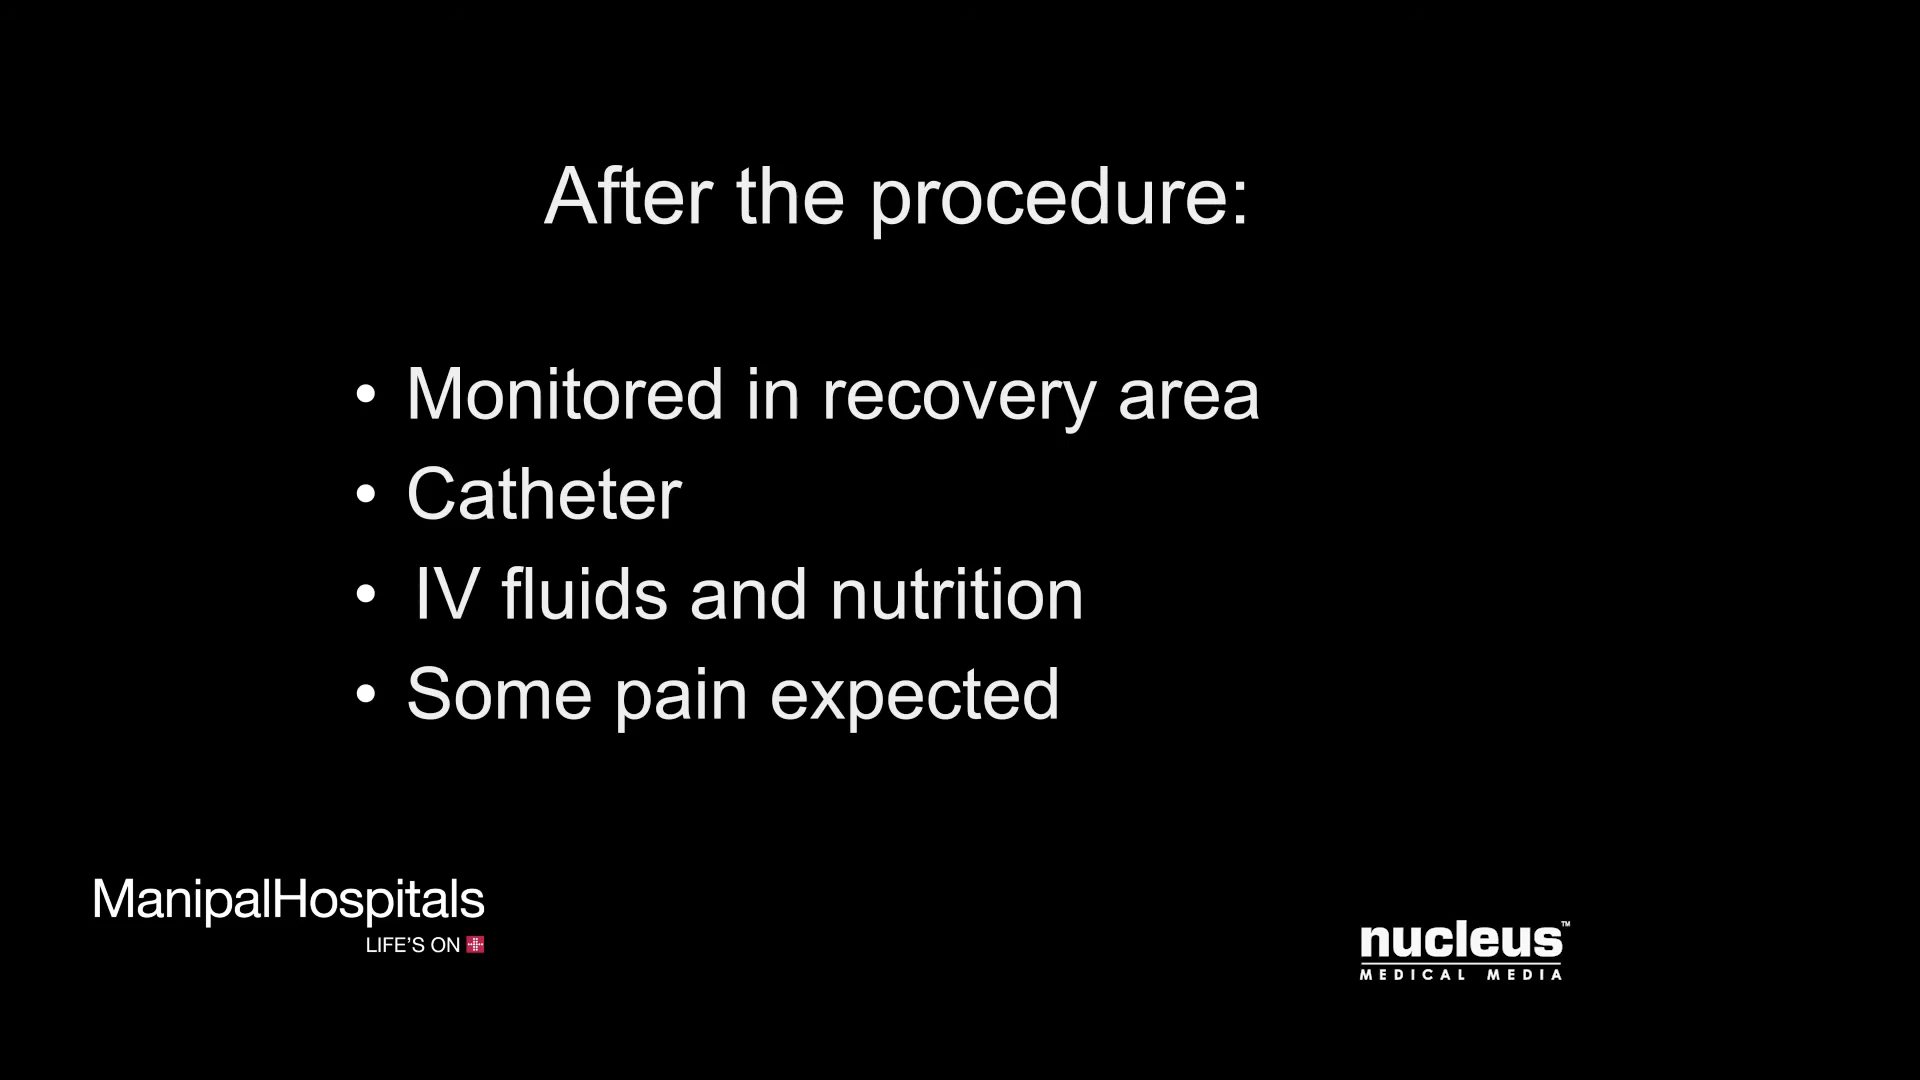 After the procedure:
• Monitored in recovery area
• Catheter
• IV fluids and nutrition
• Some pain expected
ManipalHospitals
LIFE'S ON
nucleus™
MEDICAL MEDIA